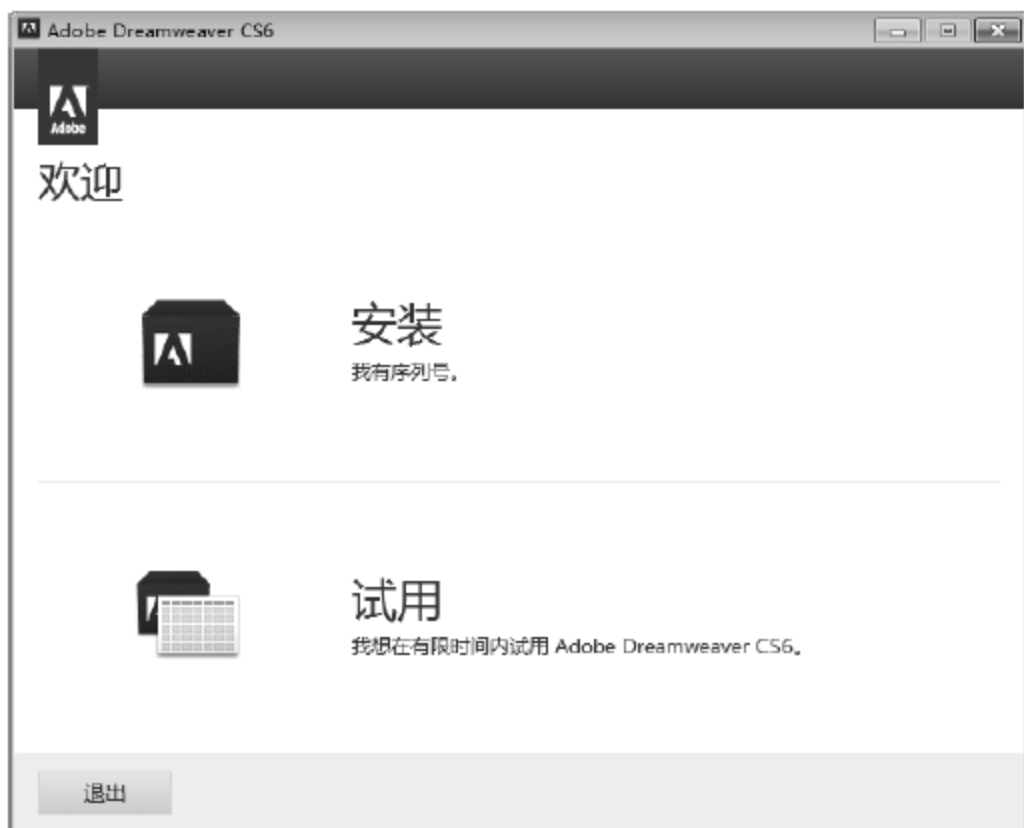 Adobe Dreamweaver CS6
Adobe
欢迎
安装
我有序列号。
试用
我想在有限时间内试用 Adobe Dreamweaver CS6。
退出